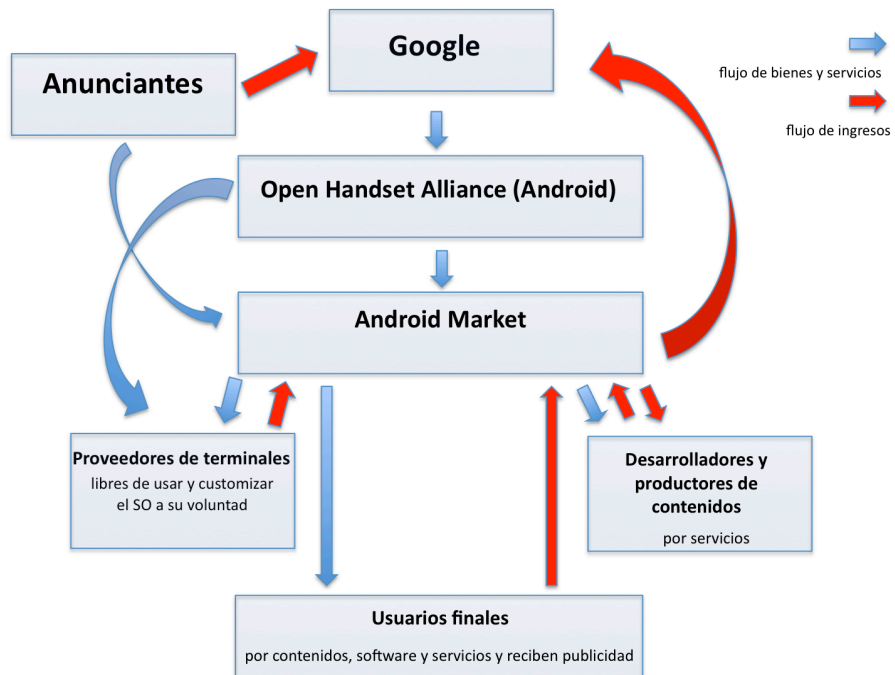 Google
Anunciantes
flujo de bienes y servicios
flujo de ingresos
Open Handset Alliance (Android)
Android Market
Proveedores de terminales
libres de usar y customizar
el SO a su voluntad
Desarrolladores y
productores de
contenidos
por servicios
Usuarios finales
por contenidos, software y servicios y reciben publicidad